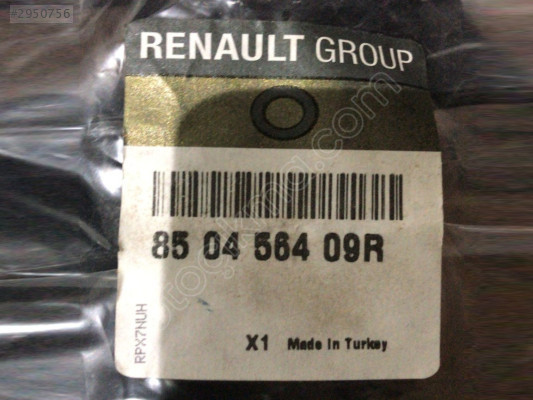 #2950756
RENAULT GROUP
85 04 564 09R
RPX7NUH
X1 Made In Turkey